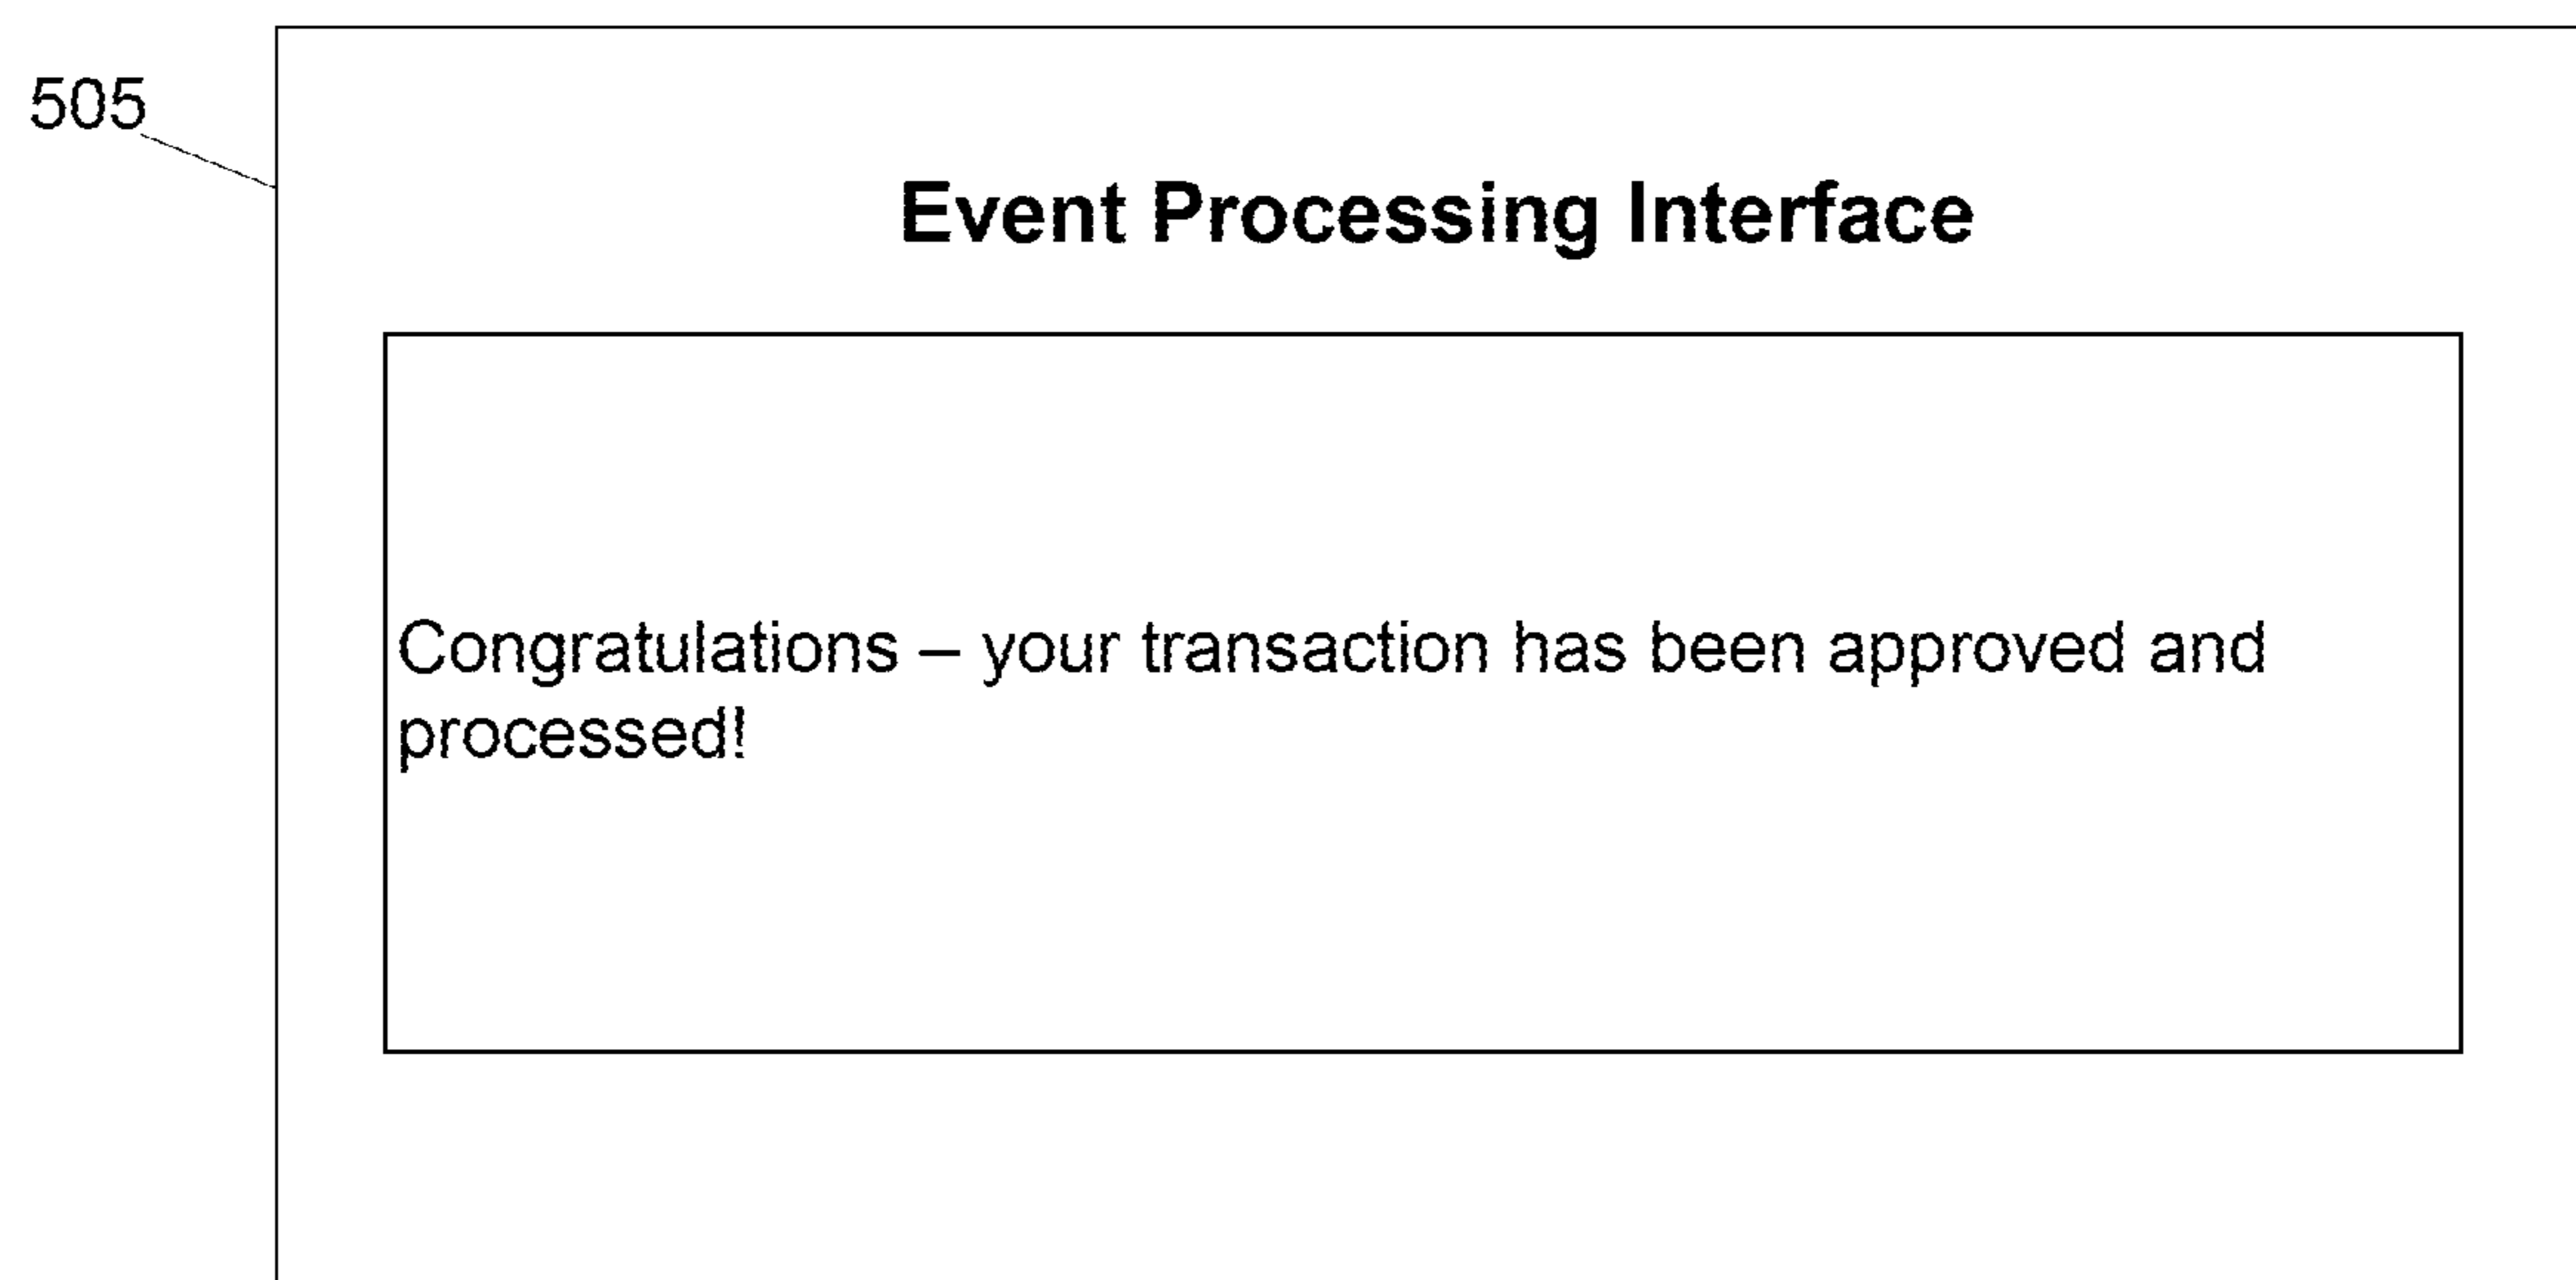 505
Event Processing Interface
Congratulations – your transaction has been approved and
processed!